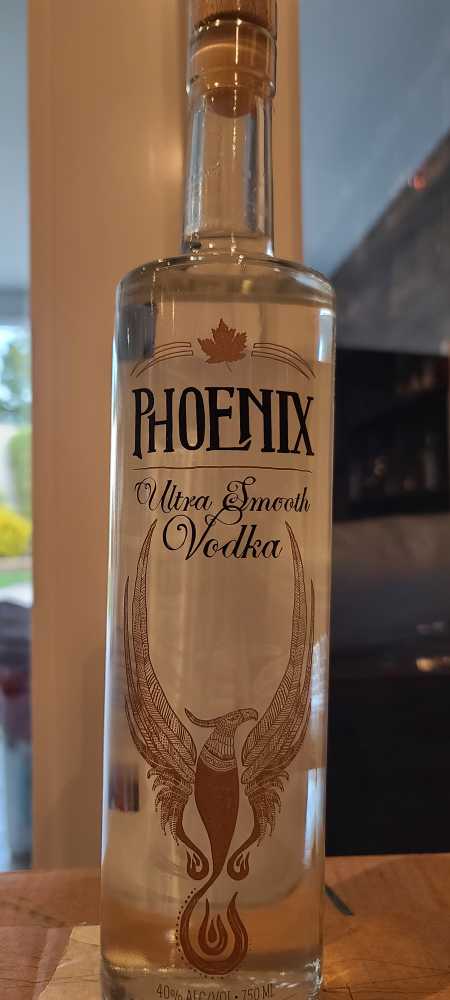 PHOENIX
Ultra Smooth
Vodka
40% ALC/VOL • 750 ML